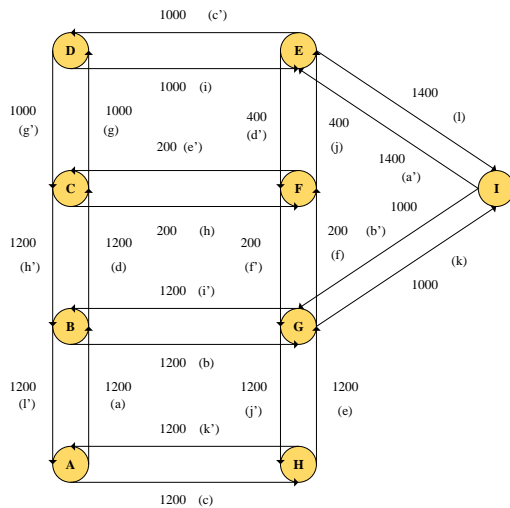 1000 (c’)
D
E
1000 (i)
1000
(g’)
1000
(g)
400
(d’)
400
(j)
1400
(l)
1400
(a’)
200 (e’)
C
F
I
200 (h)
1200
(h’)
1200
(d)
200
(f’)
200 (b’)
(f)
1000
(k)
1000
1200 (i’)
B
G
1200 (b)
1200
(l’)
1200
(a)
1200
(j’)
1200
(e)
1200 (k’)
A
H
1200 (c)